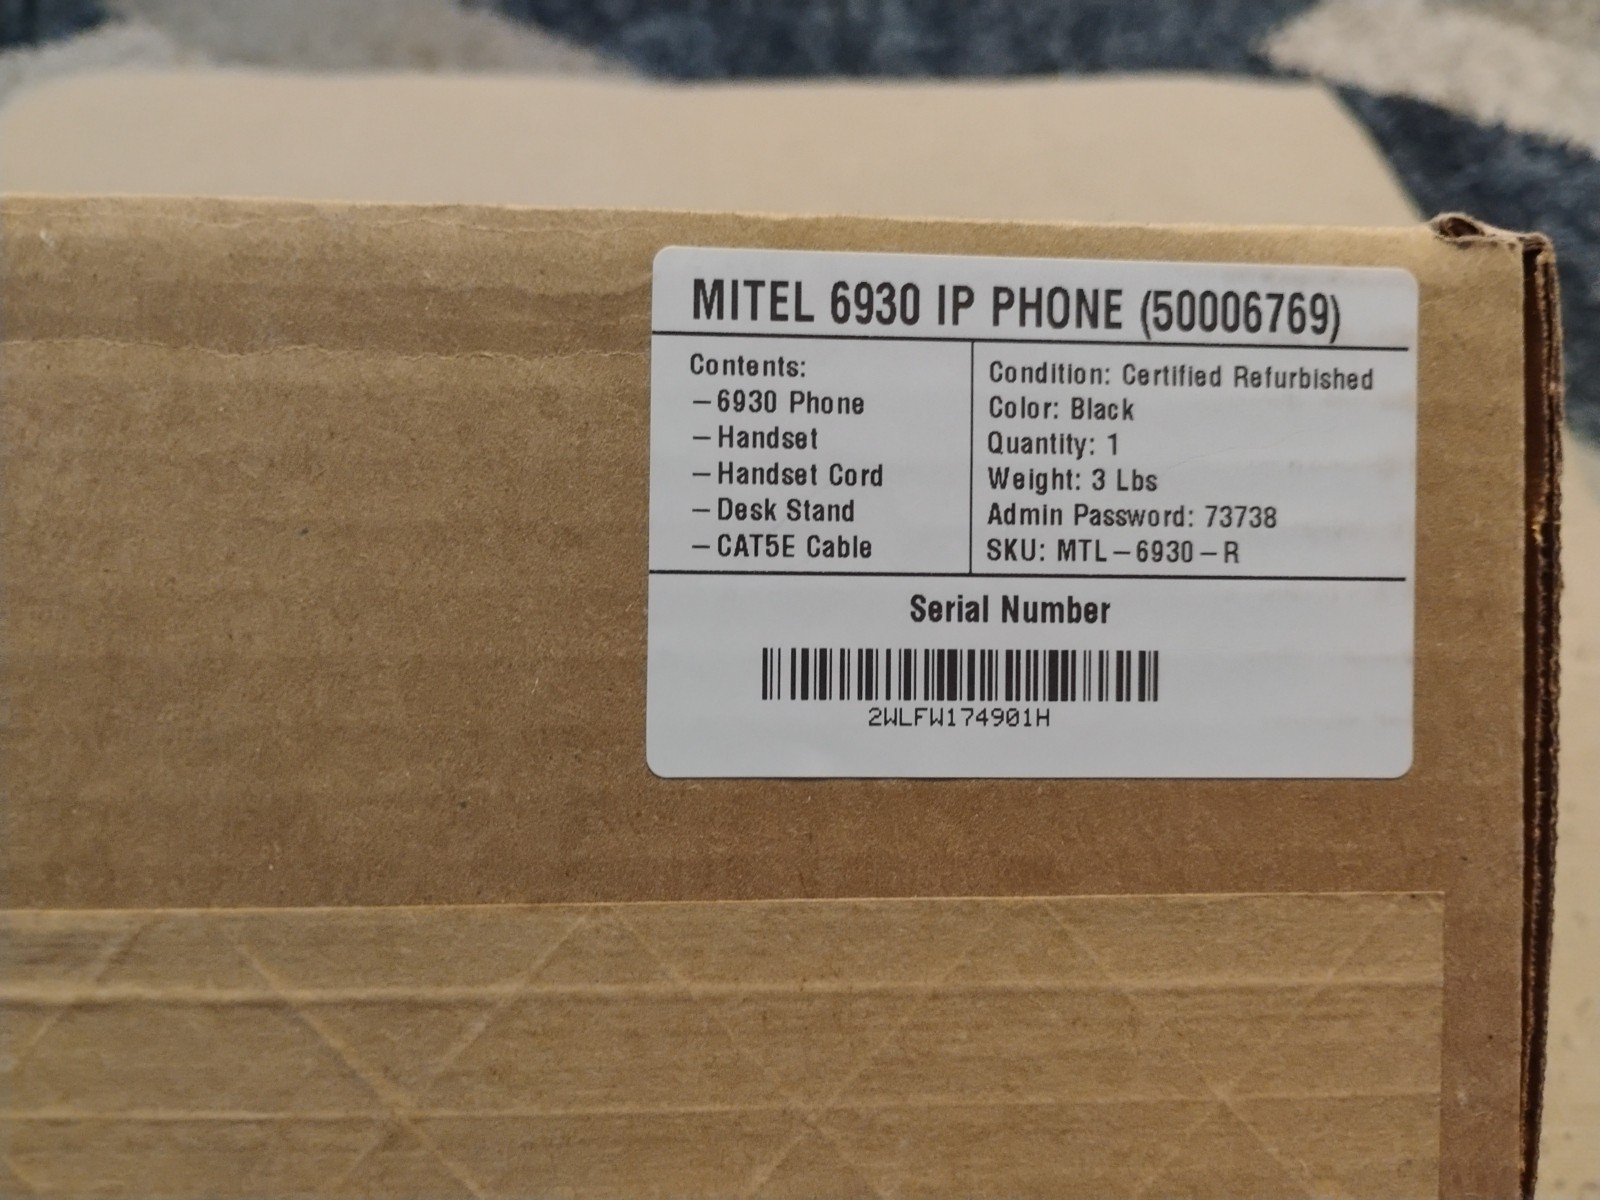 MITEL 6930 IP PHONE (50006769)
Contents:
– 6930 Phone
– Handset
– Handset Cord
– Desk Stand
– CAT5E Cable
Condition: Certified Refurbished
Color: Black
Quantity: 1
Weight: 3 Lbs
Admin Password: 73738
SKU: MTL – 6930 – R
Serial Number
2WLFW174901H